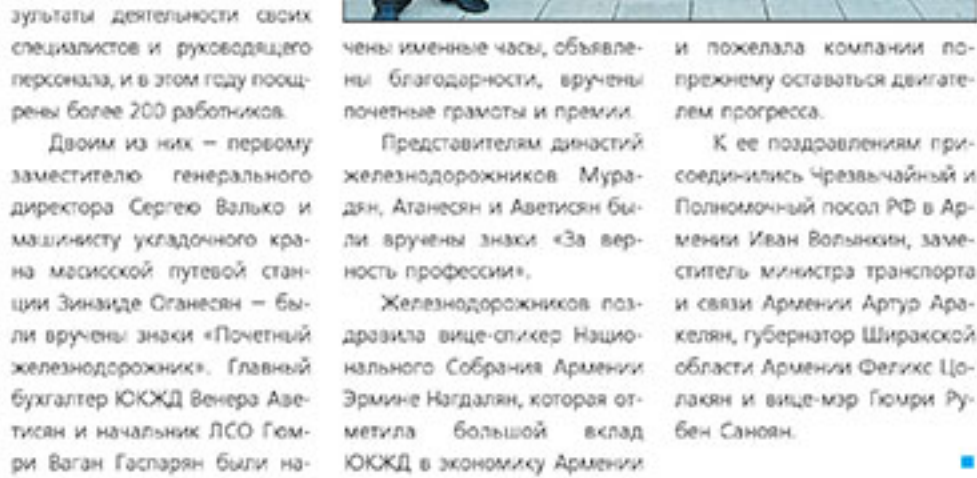 зультаты деятельности своих
специалистов и руководящего
персонала, и в этом году поощ-
рены более 200 работников.
Двоим из них – первому
заместителю генерального
директора Сергею Валько и
машинисту укладочного кра-
на масисской путевой стан-
ции Зинаиде Оганесян – бы-
ли вручены знаки «Почетный
железнодорожник». Главный
бухгалтер ЮКЖД Венера Аве-
тисян и начальник ЛСО Гюм-
ри Ваган Гаспарян были на-
чены именные часы, объявле-
ны благодарности, вручены
почетные грамоты и премии.
Представителям династий
железнодорожников Мура-
дян, Атанесян и Аветисян бы-
ли вручены знаки «За вер-
ность профессии».
Железнодорожников поз-
дравила вице-спикер Нацио-
нального Собрания Армении
Эрмине Нагдалян, которая от-
метила большой вклад
ЮКЖД в экономику Армении
и пожелала компании по-
прежнему оставаться двигате-
лем прогресса.
К ее поздравлениям при-
соединились Чрезвычайный и
Полномочный посол РФ в Ар-
мении Иван Волынкин, заме-
ститель министра транспорта
и связи Армении Артур Ара-
келян, губернатор Ширакской
области Армении Феликс Цо-
лакян и вице-мэр Гюмри Ру-
бен Саноян.